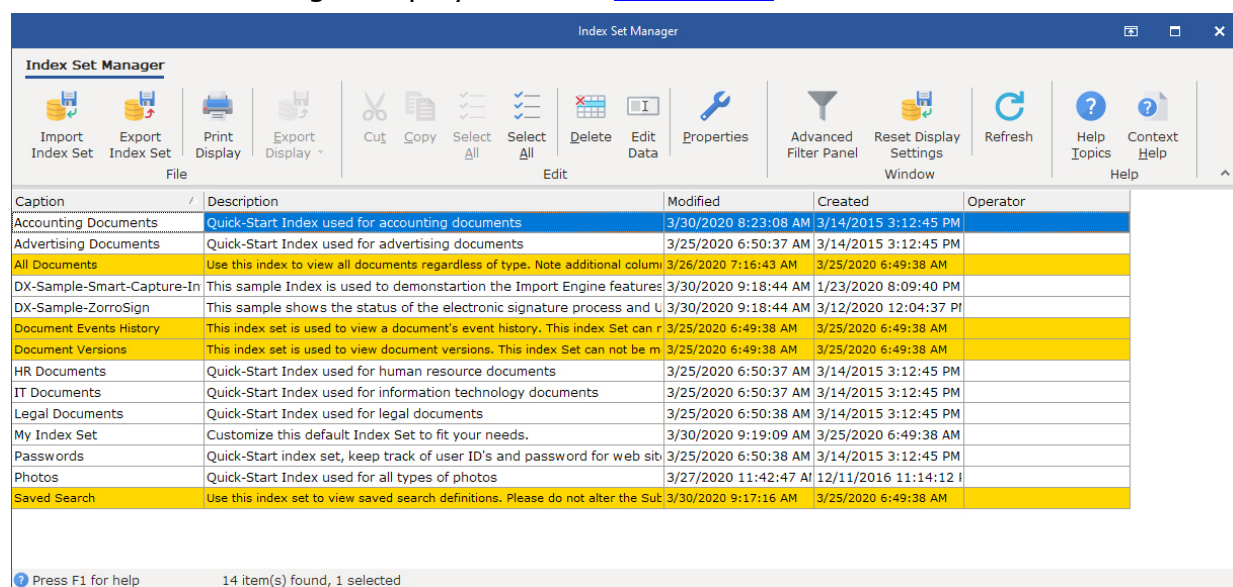 Index Set Manager
Index Set Manager
Import Index Set
Export Index Set
Print Display
Export Display
Cut
Copy
Select All
Select All
Delete
Edit Data
Properties
Advanced Filter Panel
Reset Display Settings
Refresh
Help Topics
Context Help
File
Edit
Window
Help
Caption Description Modified Created Operator
Accounting Documents Quick-Start Index used for accounting documents 3/30/2020 8:23:08 AM 3/14/2015 3:12:45 PM
Advertising Documents Quick-Start Index used for advertising documents 3/25/2020 6:50:37 AM 3/14/2015 3:12:45 PM
All Documents Use this index to view all documents regardless of type. Note additional colum 3/26/2020 7:16:43 AM 3/25/2020 6:49:38 AM
DX-Sample-Smart-Capture-In This sample Index is used to demonstartion the Import Engine features 3/30/2020 9:18:44 AM 1/23/2020 8:09:40 PM
DX-Sample-ZorroSign This sample shows the status of the electronic signature process and U 3/30/2020 9:18:44 AM 3/12/2020 12:04:37 P
Document Events History This index set is used to view a document's event history. This index Set can r 3/25/2020 6:49:38 AM 3/25/2020 6:49:38 AM
Document Versions This index set is used to view document versions. This index Set can not be m 3/25/2020 6:49:38 AM 3/25/2020 6:49:38 AM
HR Documents Quick-Start Index used for human resource documents 3/25/2020 6:50:37 AM 3/14/2015 3:12:45 PM
IT Documents Quick-Start Index used for information technology documents 3/25/2020 6:50:37 AM 3/14/2015 3:12:45 PM
Legal Documents Quick-Start Index used for legal documents 3/25/2020 6:50:38 AM 3/14/2015 3:12:45 PM
My Index Set Customize this default Index Set to fit your needs. 3/30/2020 9:19:09 AM 3/25/2020 6:49:38 AM
Passwords Quick-Start index set, keep track of user ID's and password for web sit 3/25/2020 6:50:38 AM 3/14/2015 3:12:45 PM
Photos Quick-Start Index used for all types of photos 3/27/2020 11:42:47 A 12/11/2016 11:14:12
Saved Search Use this index set to view saved search definitions. Please do not alter the Sub 3/30/2020 9:17:16 AM 3/25/2020 6:49:38 AM
Press F1 for help 14 item(s) found, 1 selected